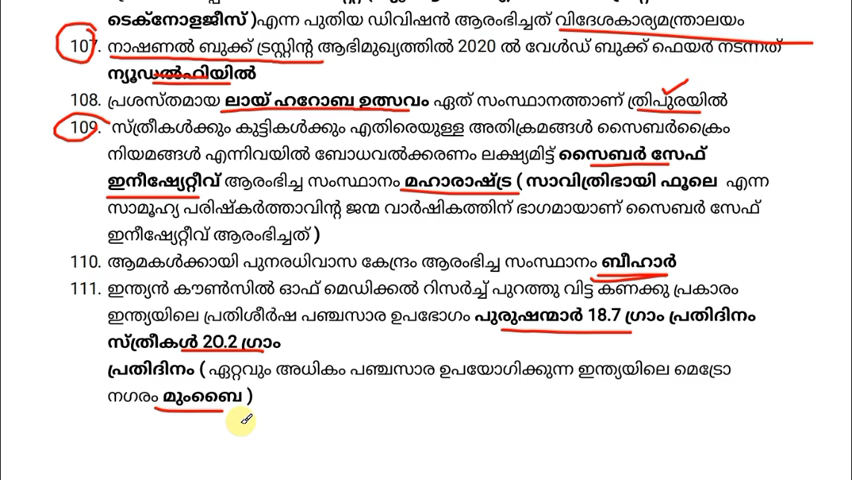 ടെക്നോളജീസ് )എന്ന പുതിയ ഡിവിഷൻ ആരംഭിച്ചത് വിദേശകാര്യമന്ത്രാലയം
107. നാഷണൽ ബുക്ക് ട്രസ്റ്റിന്റ ആഭിമുഖ്യത്തിൽ 2020 ൽ വേൾഡ് ബുക്ക് ഫെയർ നടന്നത്
ന്യൂഡൽഹിയിൽ
108. പ്രശസ്തമായ ലായ് ഹറോബ ഉത്സവം ഏത് സംസ്ഥാനത്താണ് ത്രിപുരയിൽ
109. സ്ത്രീകൾക്കും കുട്ടികൾക്കും എതിരെയുള്ള അതിക്രമങ്ങൾ സൈബർക്രൈം
നിയമങ്ങൾ എന്നിവയിൽ ബോധവൽക്കരണം ലക്ഷ്യമിട്ട് സൈബർ സേഫ്
ഇനീഷ്യേറ്റീവ് ആരംഭിച്ച സംസ്ഥാനം മഹാരാഷ്ട്ര ( സാവിത്രിഭായി ഫൂലെ എന്ന
സാമൂഹ്യ പരിഷ്കർത്താവിന്റ ജന്മ വാർഷികത്തിന് ഭാഗമായാണ് സൈബർ സേഫ്
ഇനീഷ്യേറ്റീവ് ആരംഭിച്ചത് )
110. ആമകൾക്കായി പുനരധിവാസ കേന്ദ്രം ആരംഭിച്ച സംസ്ഥാനം ബീഹാർ
111. ഇന്ത്യൻ കൗൺസിൽ ഓഫ് മെഡിക്കൽ റിസർച്ച് പുറത്തു വിട്ട കണക്കു പ്രകാരം
ഇന്ത്യയിലെ പ്രതിശീർഷ പഞ്ചസാര ഉപഭോഗം പുരുഷന്മാർ 18.7 ഗ്രാം പ്രതിദിനം
സ്ത്രീകൾ 20.2 ഗ്രാം
പ്രതിദിനം ( ഏറ്റവും അധികം പഞ്ചസാര ഉപയോഗിക്കുന്ന ഇന്ത്യയിലെ മെട്രോ
നഗരം മുംബൈ )